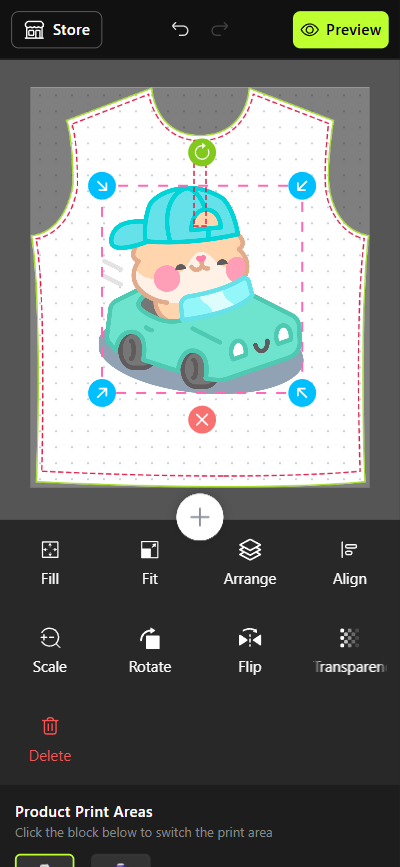 Store
Preview
Fill
Fit
Arrange
Align
Scale
Rotate
Flip
Transparen
Delete
Product Print Areas
Click the block below to switch the print area